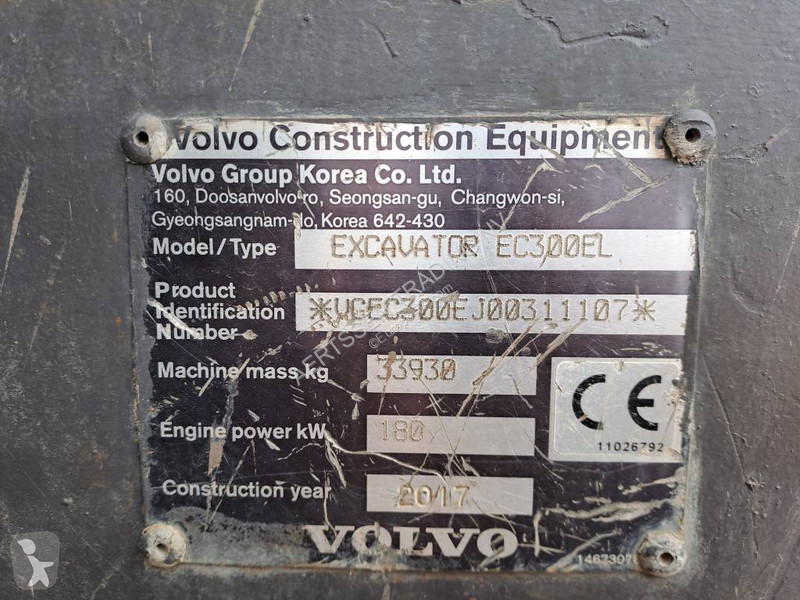 Volvo Construction Equipment
Volvo Group Korea Co. Ltd.
160, Doosanvolvo-ro, Seongsan-gu, Changwon-si,
Gyeongsangnam-do, Korea 642-430
Model/Type EXCAVATOR EC300EL
Product
Identification *VCEC300EJ00311107*
Number
Machine/mass kg 33930
Engine power kW 180
CE
11026792
Construction year 2017
VOLVO